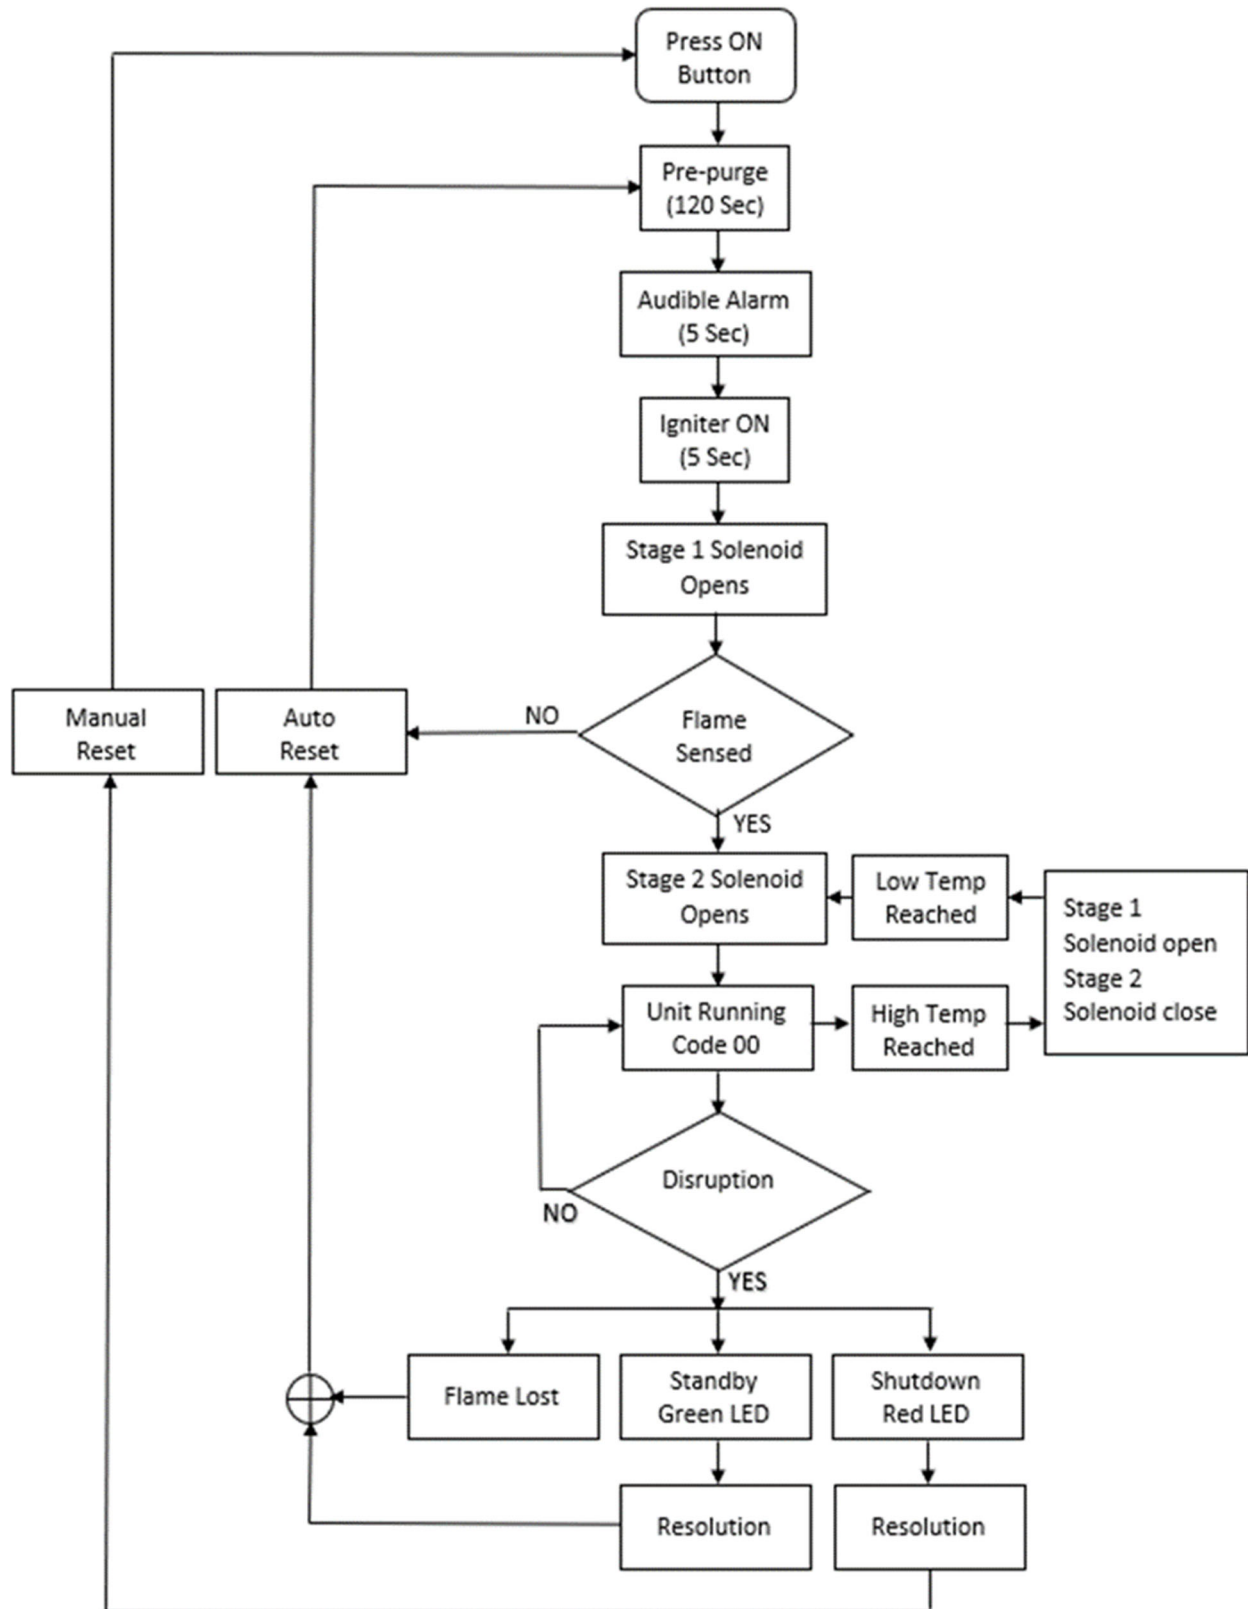 Press ON
Button
Pre-purge
(120 Sec)
Audible Alarm
(5 Sec)
Igniter ON
(5 Sec)
Stage 1 Solenoid
Opens
Manual
Reset
Auto
Reset
NO
Flame
Sensed
YES
Stage 2 Solenoid
Opens
Low Temp
Reached
Stage 1
Solenoid open
Stage 2
Solenoid close
Unit Running
Code 00
High Temp
Reached
Disruption
NO
YES
Flame Lost
Standby
Green LED
Shutdown
Red LED
Resolution
Resolution